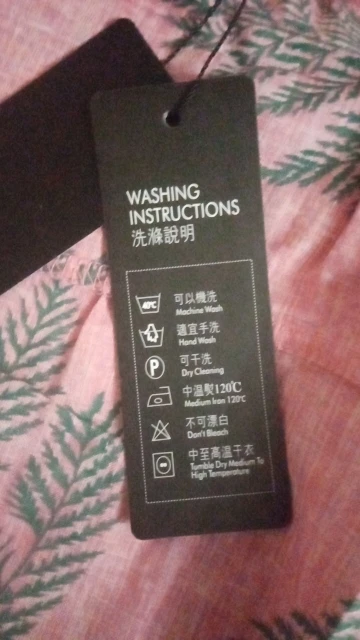 WASHING
INSTRUCTIONS
洗滌說明
40℃
可以機洗
Machine Wash
適宜手洗
Hand Wash
P
可干洗
Dry Cleaning
中溫熨120℃
Medium Iron 120℃
不可漂白
Don't Bleach
中至高溫干衣
Tumble Dry Medium To
High Temperature